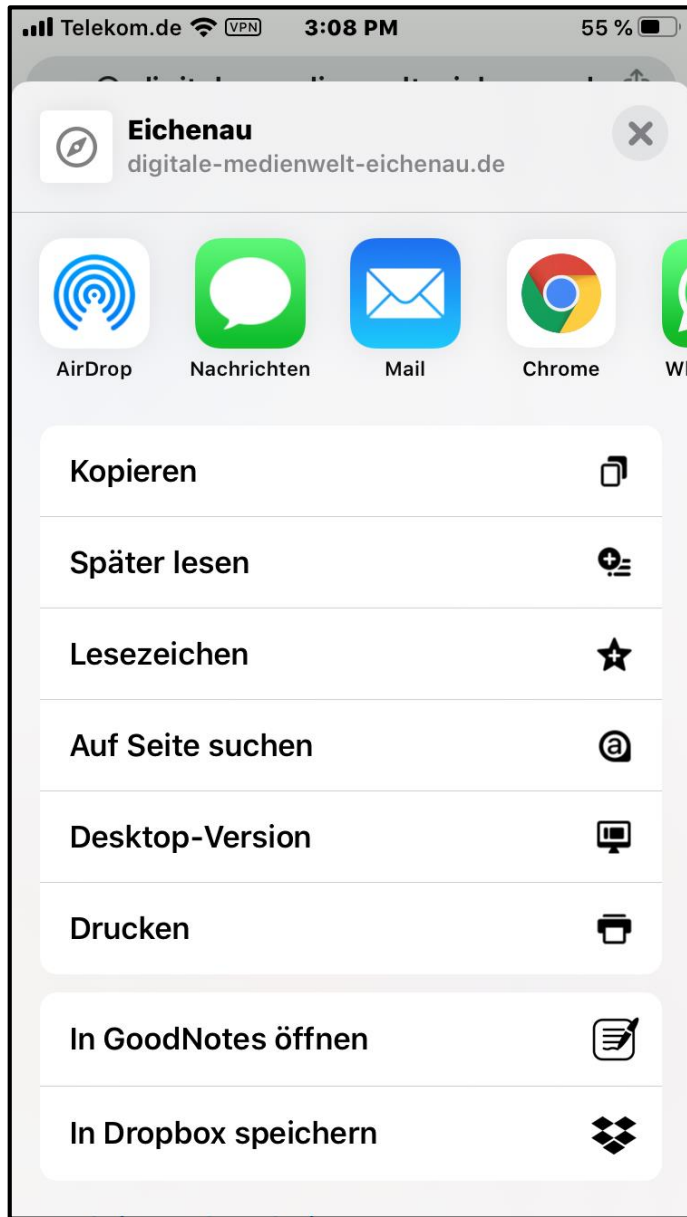 Telekom.de VPN 3:08 PM 55 %
Eichenau
digitale-medienwelt-eichenau.de
AirDrop Nachrichten Mail Chrome
Kopieren
Später lesen
Lesezeichen
Auf Seite suchen
Desktop-Version
Drucken
In GoodNotes öffnen
In Dropbox speichern